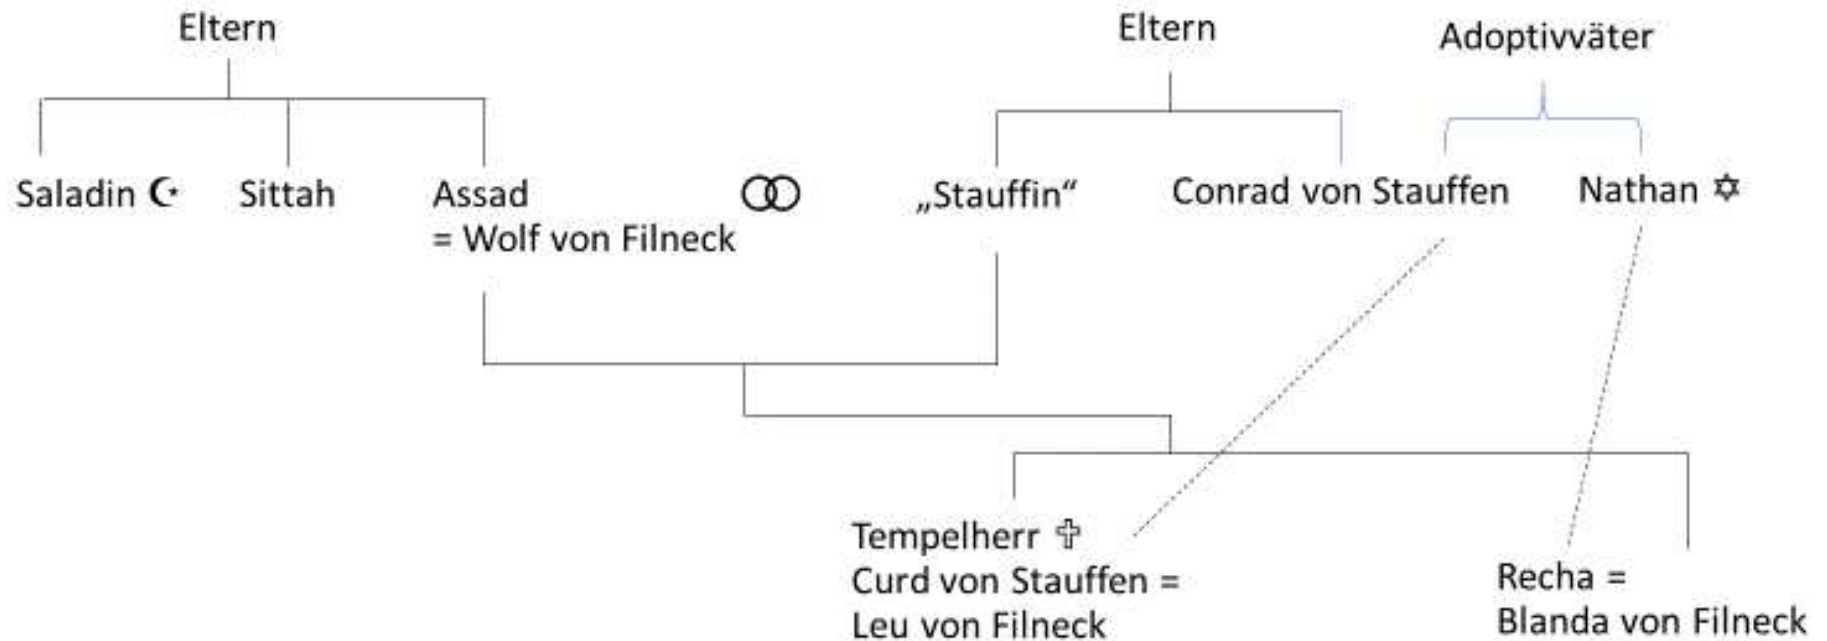 Eltern
Eltern
Adoptivväter
Saladin ☪
Sittah
Assad
= Wolf von Filneck
„Stauffin“
Conrad von Stauffen
Nathan ✡
Tempelherr ✞
Curd von Stauffen =
Leu von Filneck
Recha =
Blanda von Filneck